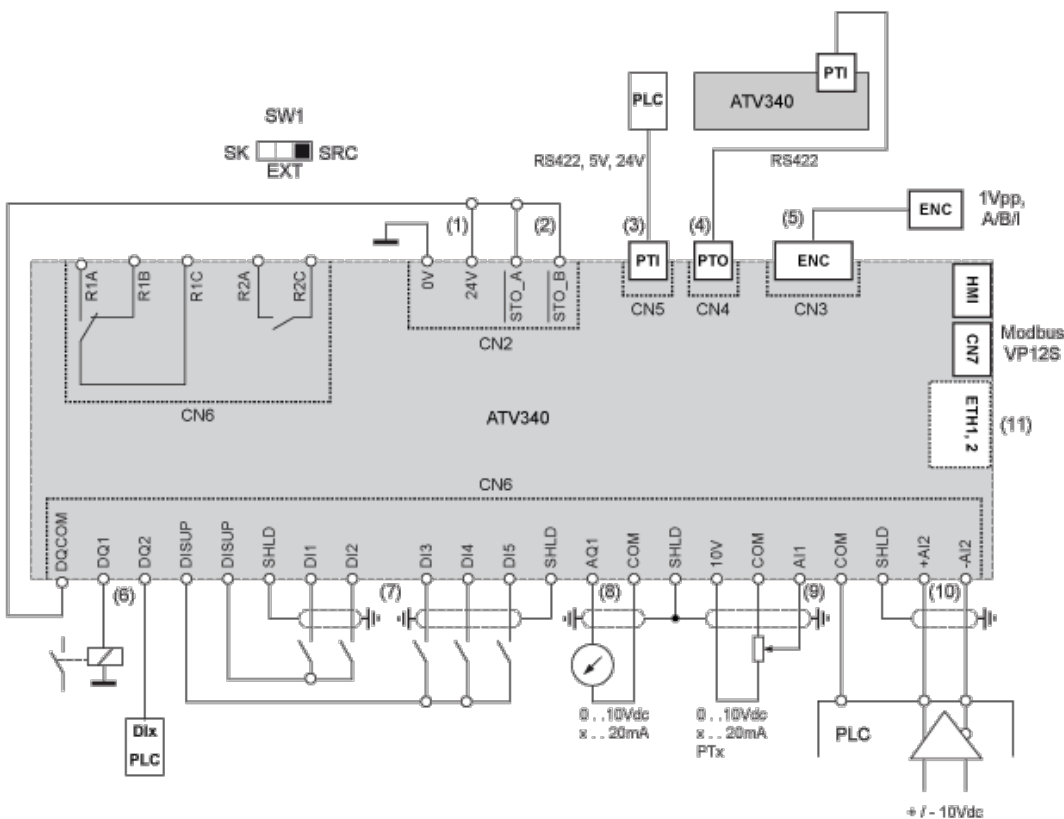 PTI
SW1
PLC
ATV340
SK
SRC
EXT
RS422, 5V, 24V
RS422
ENC
1Vpp,
A/B/I
(1)
(2)
(3)
(4)
(5)
R1A
R1B
R1C
R2A
R2C
0V
24V
STO_A
STO_B
PTI
PTO
ENC
HMI
CN5
CN4
CN3
CN2
CN7
Modbus
VP12S
CN6
ATV340
ETH1, 2
(11)
CN6
DQCOM
DQ1
DQ2
DISUP
DISUP
SHLD
DI1
DI2
DI3
DI4
DI5
SHLD
AQ1
COM
SHLD
10V
COM
AI1
COM
SHLD
+AI2
-AI2
(6)
(7)
(8)
(9)
(10)
DIx
PLC
0 . . 10Vdc
x . . 20mA
0 . . 10Vdc
x . . 20mA
PTx
PLC
+ / - 10Vdc